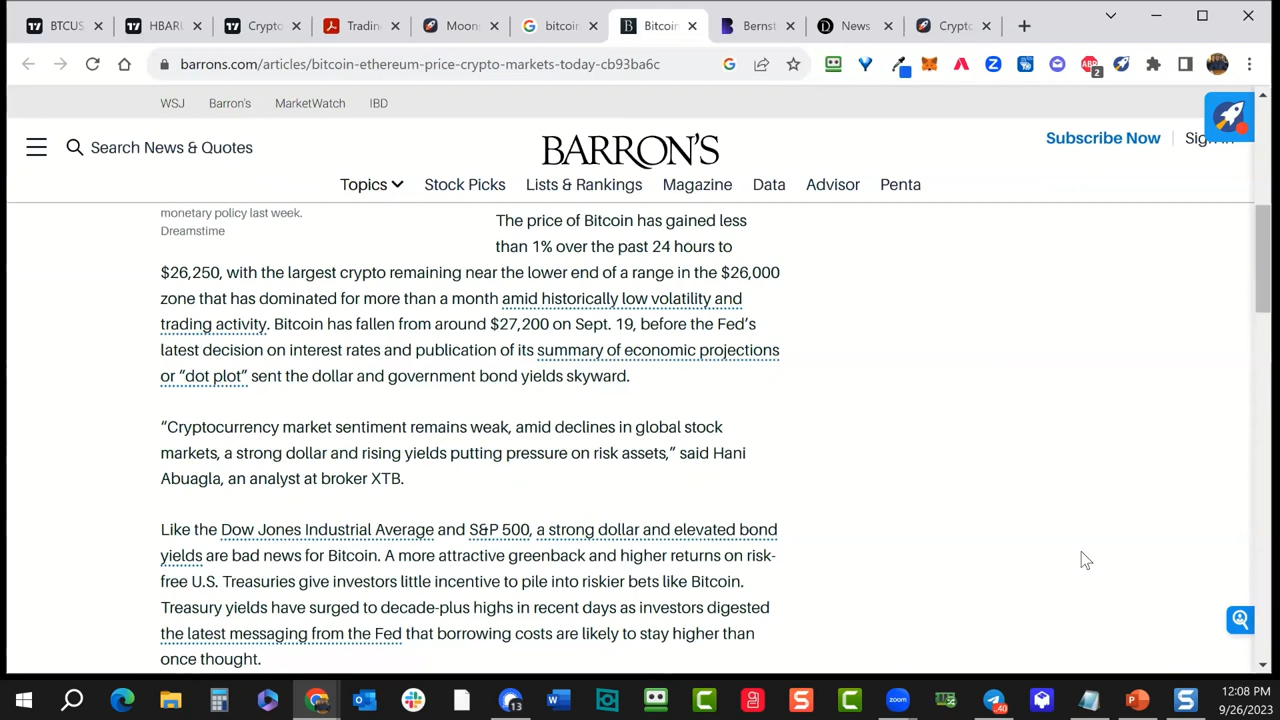 BTCUS
HBARU
Crypto
Tradin
Moon
bitcoin
Bitcoin
Bernst
News
Crypto
barrons.com/articles/bitcoin-ethereum-price-crypto-markets-today-cb93ba6c
2
WSJ Barron's MarketWatch IBD
Search News & Quotes
BARRON'S
Subscribe Now
Sign In
Topics Stock Picks Lists & Rankings Magazine Data Advisor Penta
monetary policy last week.
Dreamstime
The price of Bitcoin has gained less
than 1% over the past 24 hours to
$26,250, with the largest crypto remaining near the lower end of a range in the $26,000
zone that has dominated for more than a month amid historically low volatility and
trading activity. Bitcoin has fallen from around $27,200 on Sept. 19, before the Fed's
latest decision on interest rates and publication of its summary of economic projections
or “dot plot” sent the dollar and government bond yields skyward.
“Cryptocurrency market sentiment remains weak, amid declines in global stock
markets, a strong dollar and rising yields putting pressure on risk assets,” said Hani
Abuagla, an analyst at broker XTB.
Like the Dow Jones Industrial Average and S&P 500, a strong dollar and elevated bond
yields are bad news for Bitcoin. A more attractive greenback and higher returns on risk-
free U.S. Treasuries give investors little incentive to pile into riskier bets like Bitcoin.
Treasury yields have surged to decade-plus highs in recent days as investors digested
the latest messaging from the Fed that borrowing costs are likely to stay higher than
once thought.
13
zoom
40
12:08 PM
9/26/2023